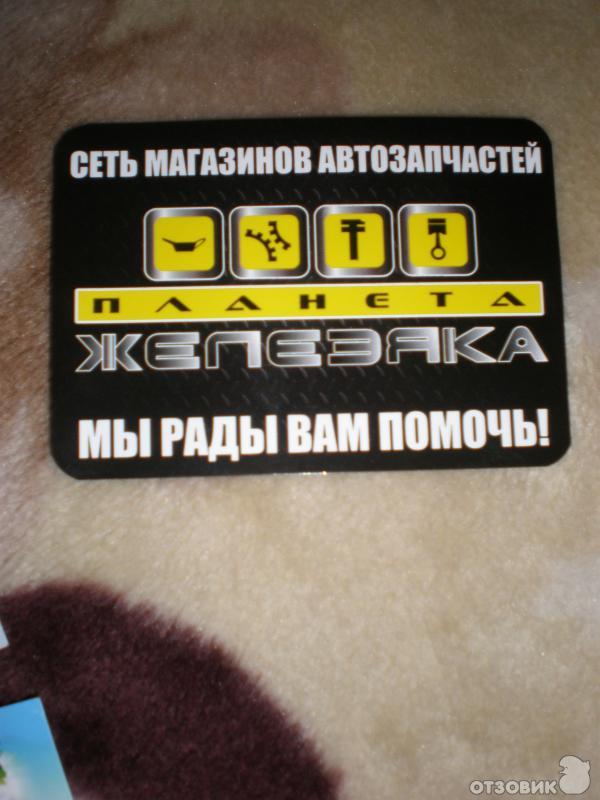 СЕТЬ МАГАЗИНОВ АВТОЗАПЧАСТЕЙ
ПЛАНЕТА
ЖЕЛЕЗЯКА
МЫ РАДЫ ВАМ ПОМОЧЬ!
ОТЗОВИК